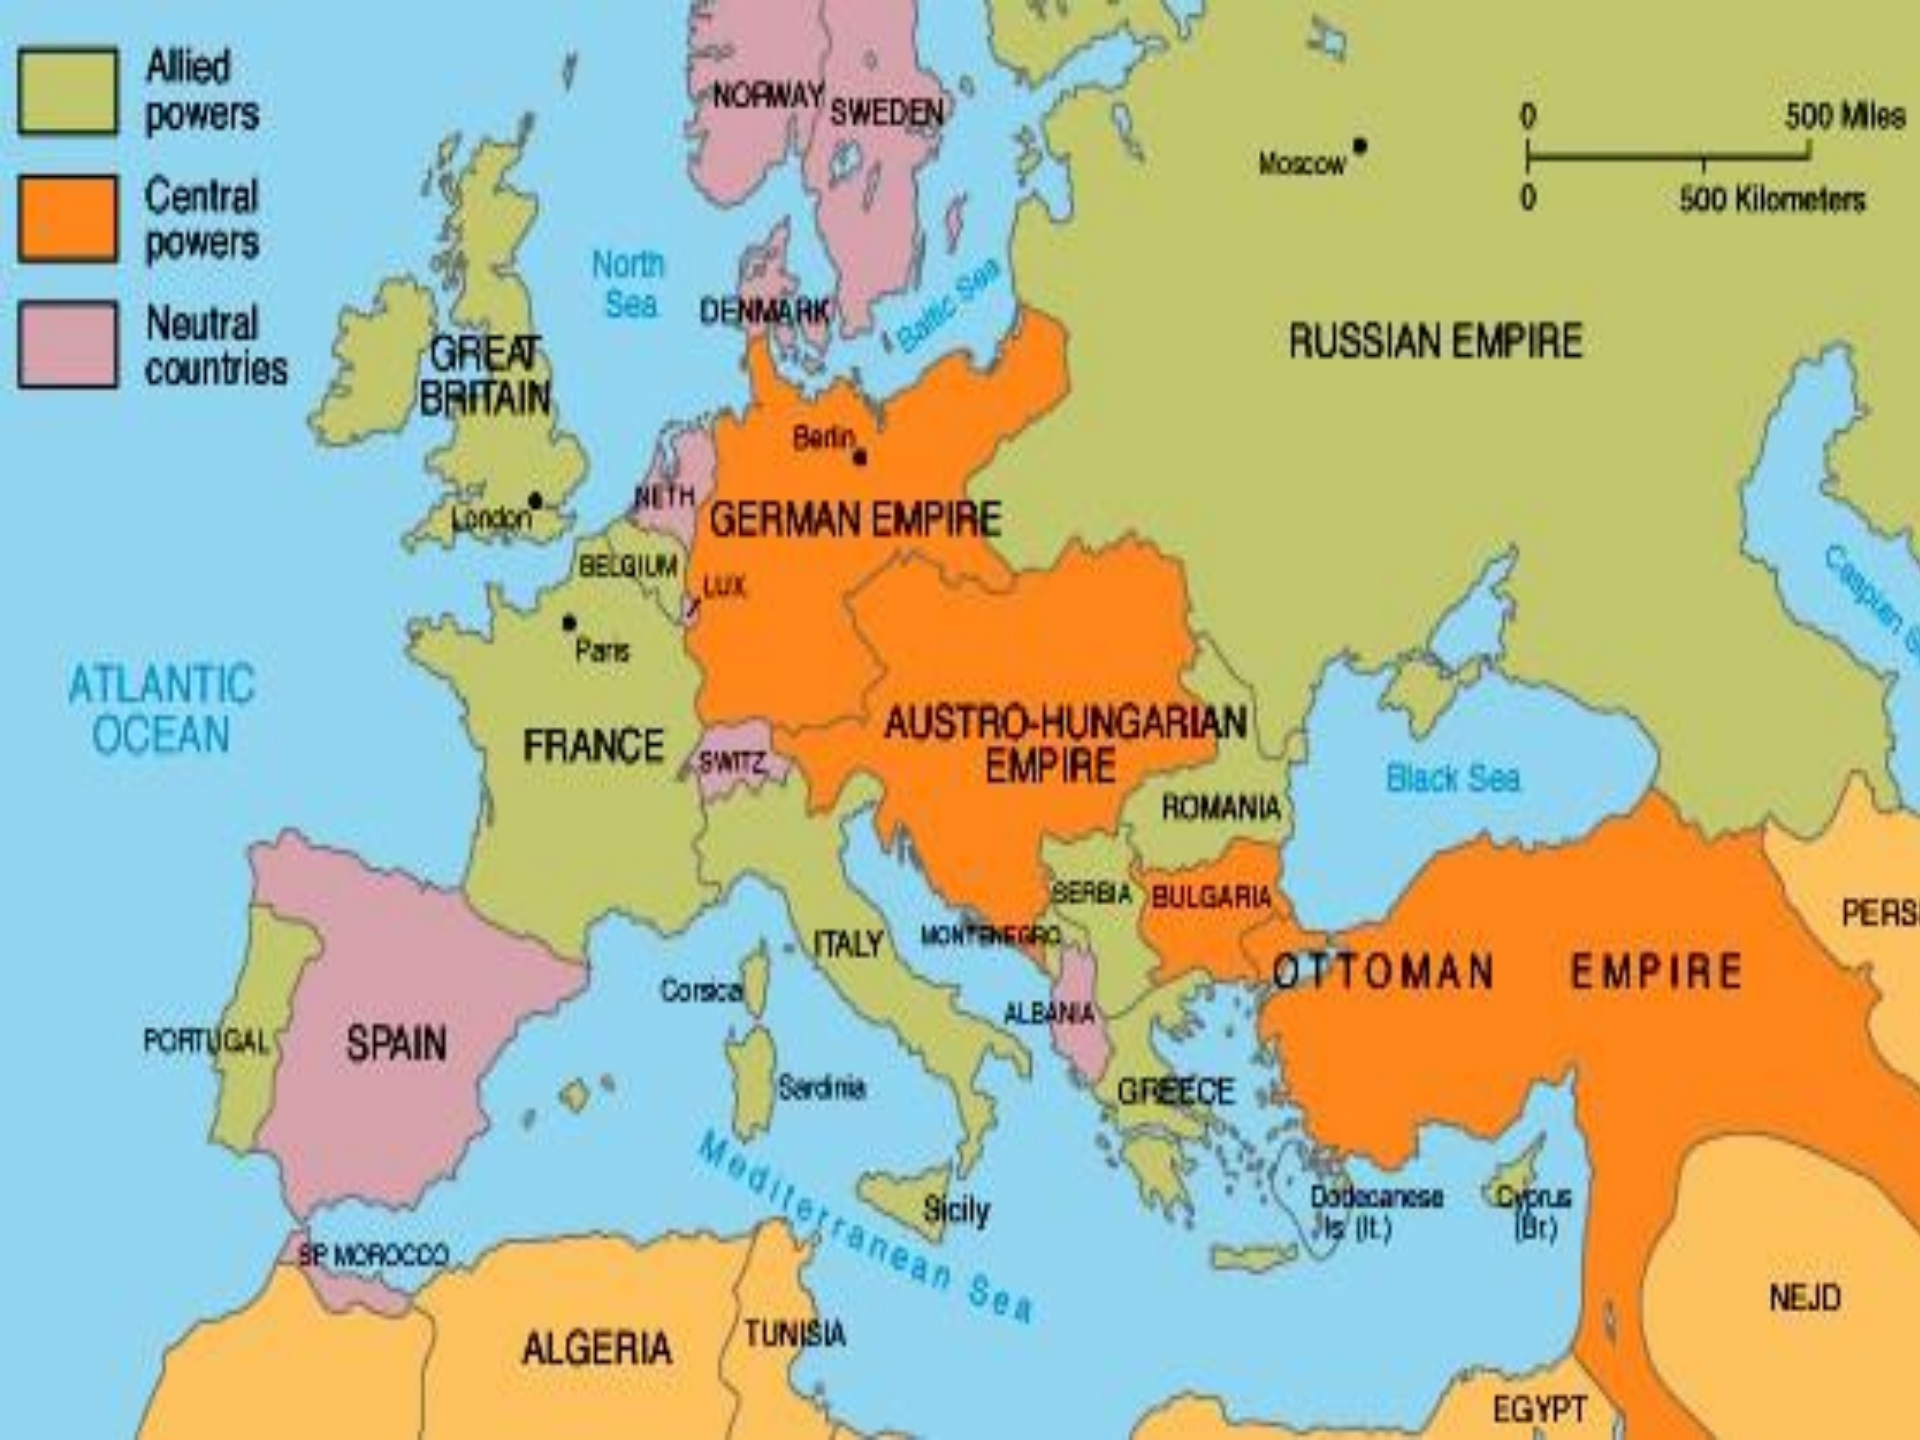 Allied
powers
Central
powers
Neutral
countries
NORWAY
SWEDEN
Moscow
0
500 Miles
0
500 Kilometers
North
Sea
Baltic Sea
DENMARK
GREAT
BRITAIN
RUSSIAN EMPIRE
Berlin
London
NETH
GERMAN EMPIRE
BELGIUM
LUX
Paris
Caspian S
ATLANTIC
OCEAN
FRANCE
SWITZ
AUSTRO-HUNGARIAN
EMPIRE
Black Sea
ROMANIA
SERBIA
BULGARIA
PERS
MONTENEGRO
ITALY
OTTOMAN EMPIRE
Corsica
ALBANIA
PORTUGAL
SPAIN
Sardinia
GREECE
Mediterranean Sea
Sicily
Dodecanese
Is. (It.)
Cyprus
(Br.)
SP MOROCCO
NEJD
ALGERIA
TUNISIA
EGYPT